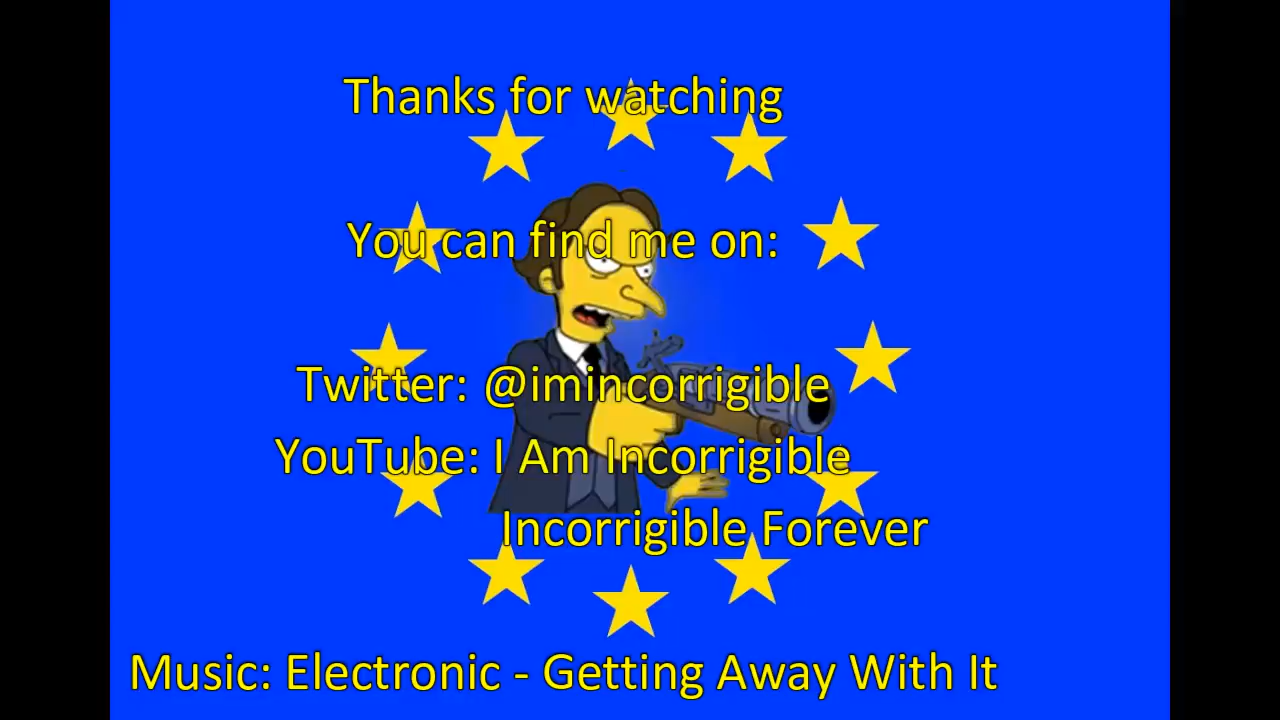 Thanks for watching
You can find me on:
Twitter: @imincorrigible
YouTube: I Am Incorrigible
Incorrigible Forever
Music: Electronic - Getting Away With It